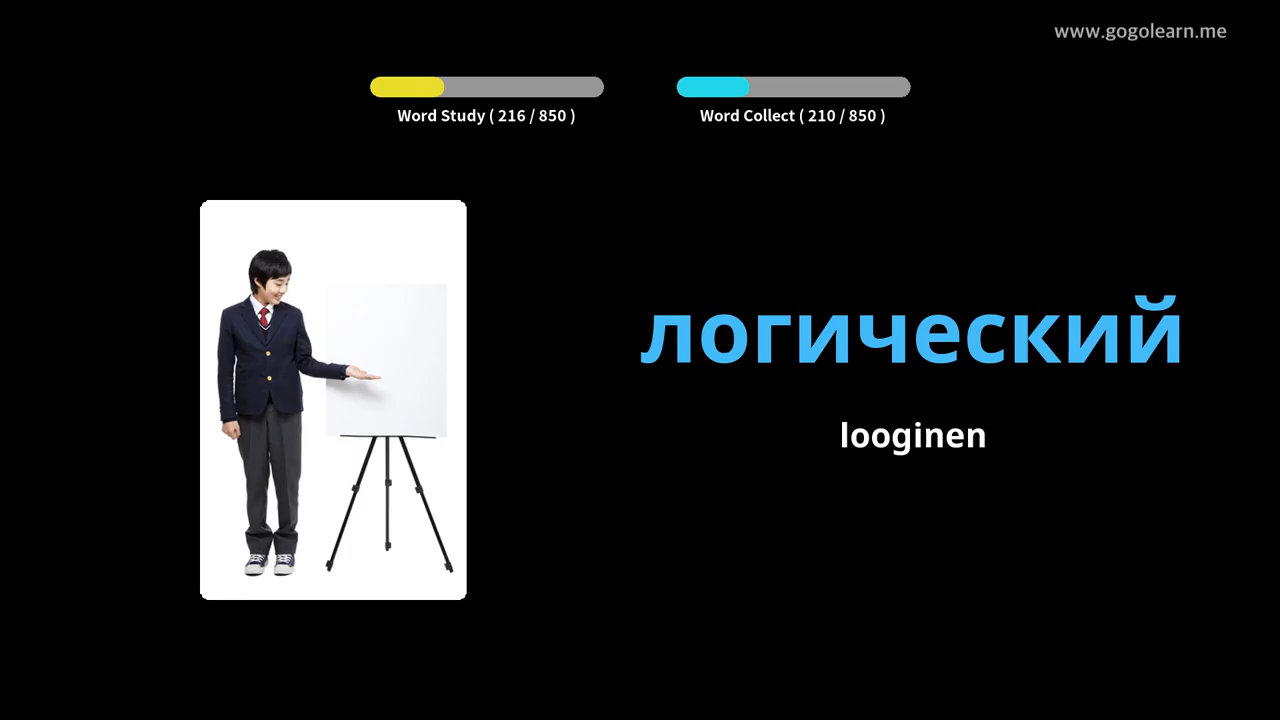 www.gogolearn.me
Word Study ( 216 / 850 )
Word Collect ( 210 / 850 )
логический
looginen